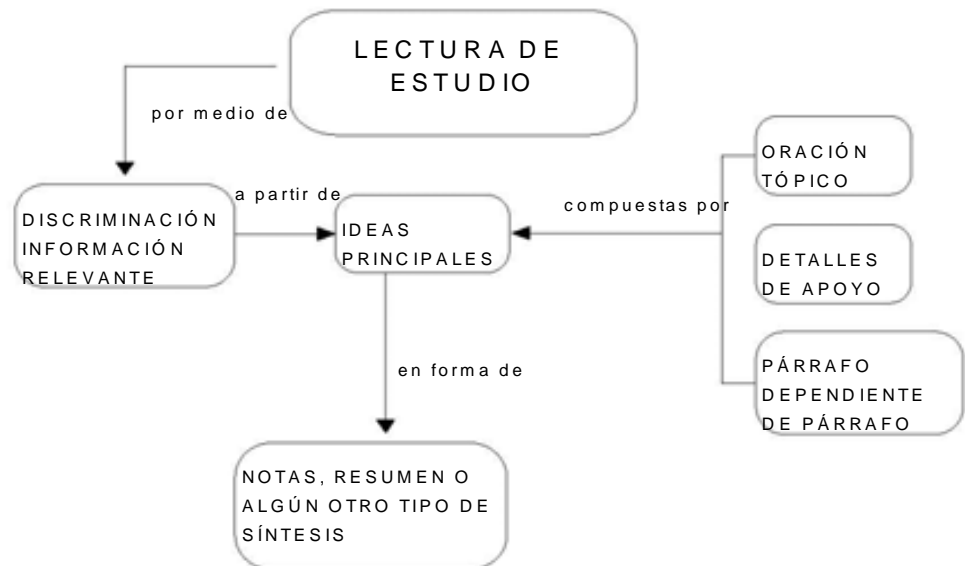 LECTURA DE
ESTUDIO
por medio de
DISCRIMINACIÓN
INFORMACIÓN
RELEVANTE
a partir de
IDEAS
PRINCIPALES
compuestas por
ORACIÓN
TÓPICO
DETALLES
DE APOYO
PÁRRAFO
DEPENDIENTE
DE PÁRRAFO
en forma de
NOTAS, RESUMEN O
ALGÚN OTRO TIPO DE
SÍNTESIS